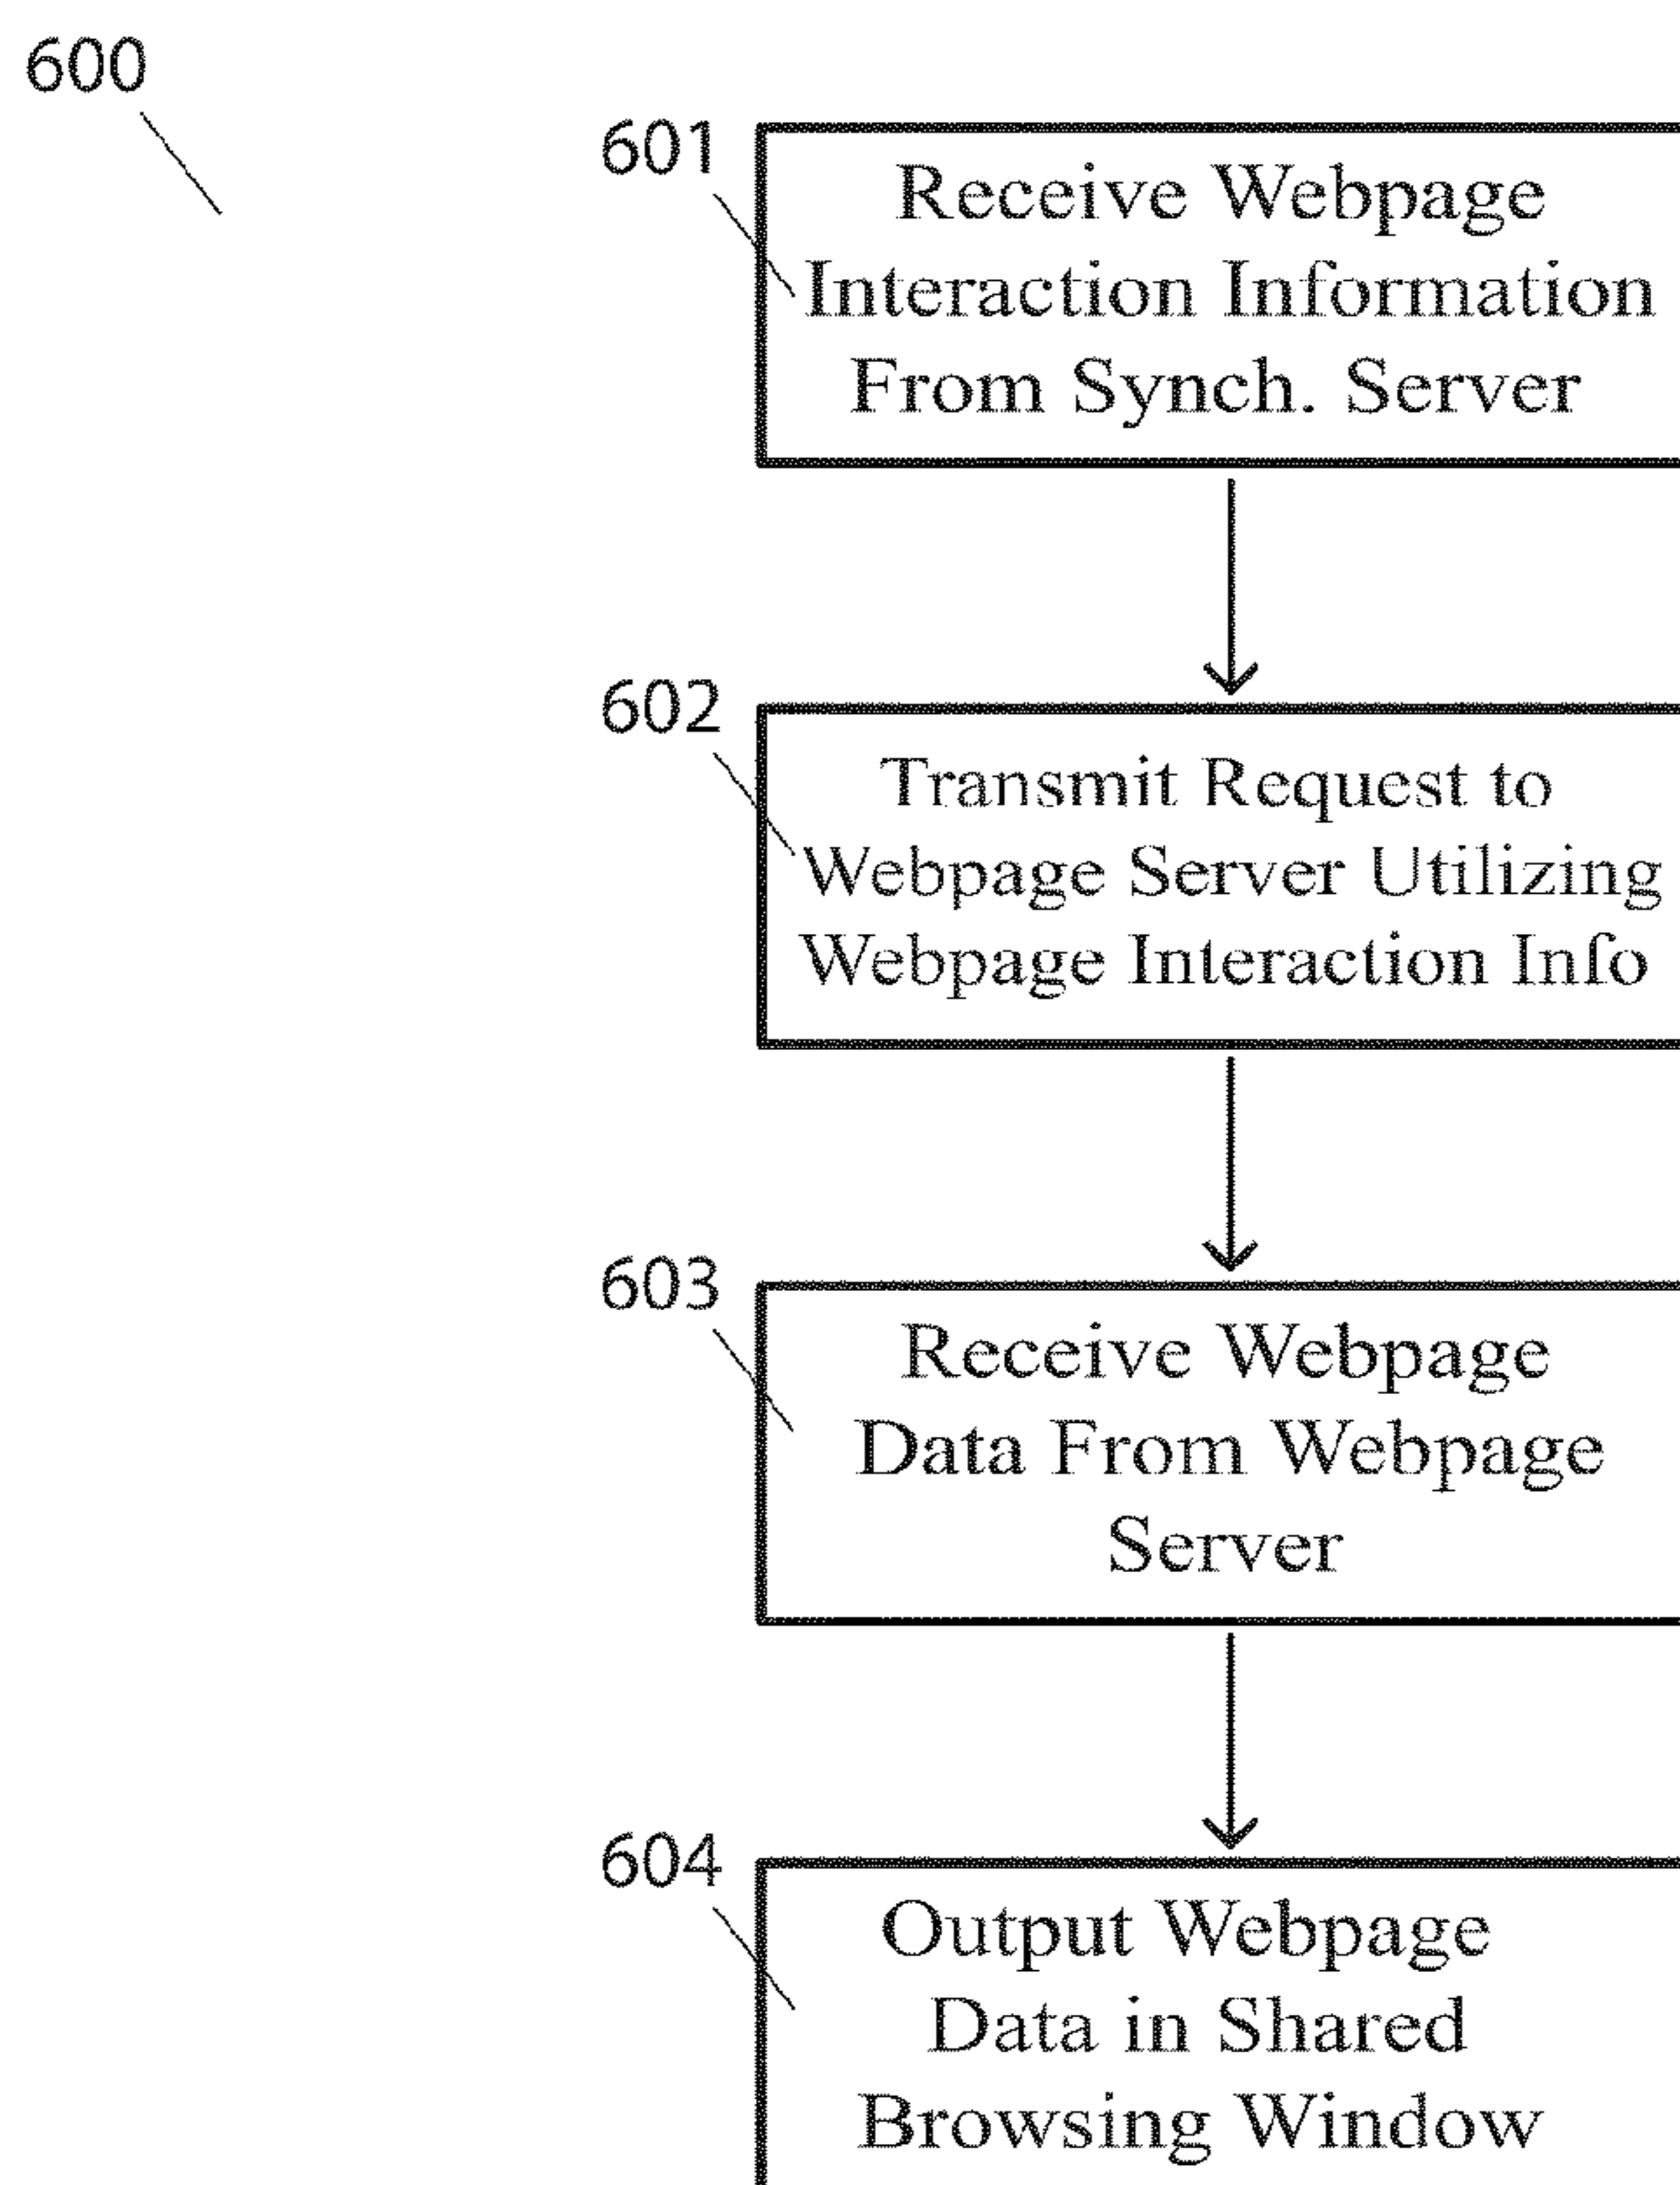 600
601
Receive Webpage
Interaction Information
From Synch. Server
602
Transmit Request to
Webpage Server Utilizing
Webpage Interaction Info
603
Receive Webpage
Data From Webpage
Server
604
Output Webpage
Data in Shared
Browsing Window